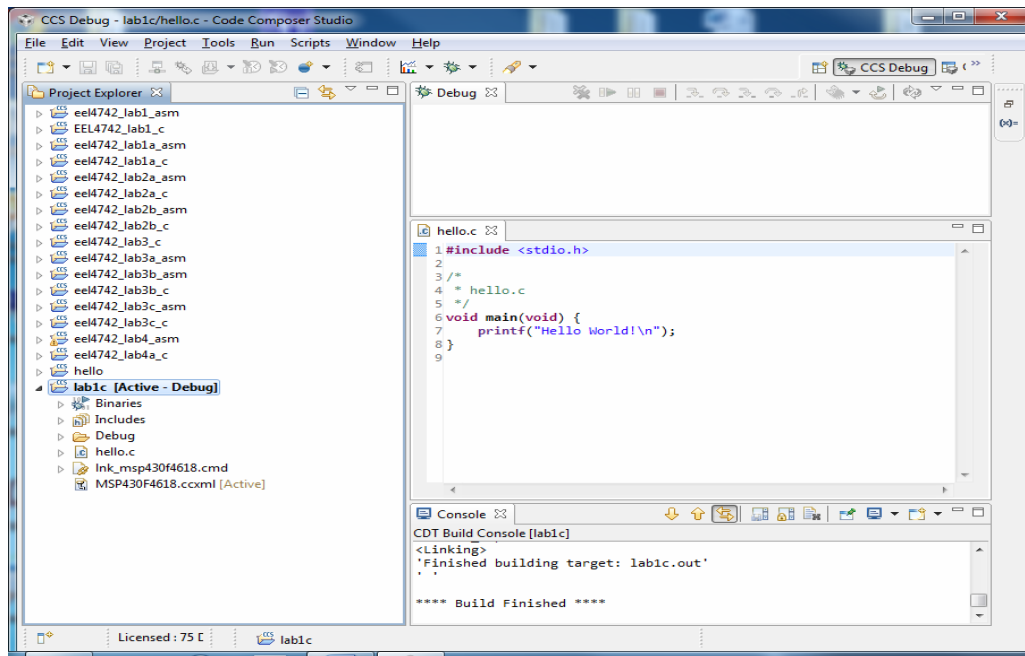 CCS Debug - lab1c/hello.c - Code Composer Studio
File Edit View Project Tools Run Scripts Window Help
CCS Debug
Project Explorer
eel4742_lab1_asm
EEL4742_lab1_c
eel4742_lab1a_asm
eel4742_lab1a_c
eel4742_lab2a_asm
eel4742_lab2a_c
eel4742_lab2b_asm
eel4742_lab2b_c
eel4742_lab3_c
eel4742_lab3a_asm
eel4742_lab3b_asm
eel4742_lab3b_c
eel4742_lab3c_asm
eel4742_lab3c_c
eel4742_lab4_asm
eel4742_lab4a_c
hello
lab1c [Active - Debug]
Binaries
Includes
Debug
hello.c
lnk_msp430f4618.cmd
MSP430F4618.ccxml [Active]
Debug
(x)=
hello.c
1 #include <stdio.h>
2
3 /*
4 * hello.c
5 */
6 void main(void) {
7 printf("Hello World!\n");
8 }
9
Console
CDT Build Console [lab1c]
<Linking>
'Finished building target: lab1c.out'
' '
**** Build Finished ****
Licensed : 75 D
lab1c